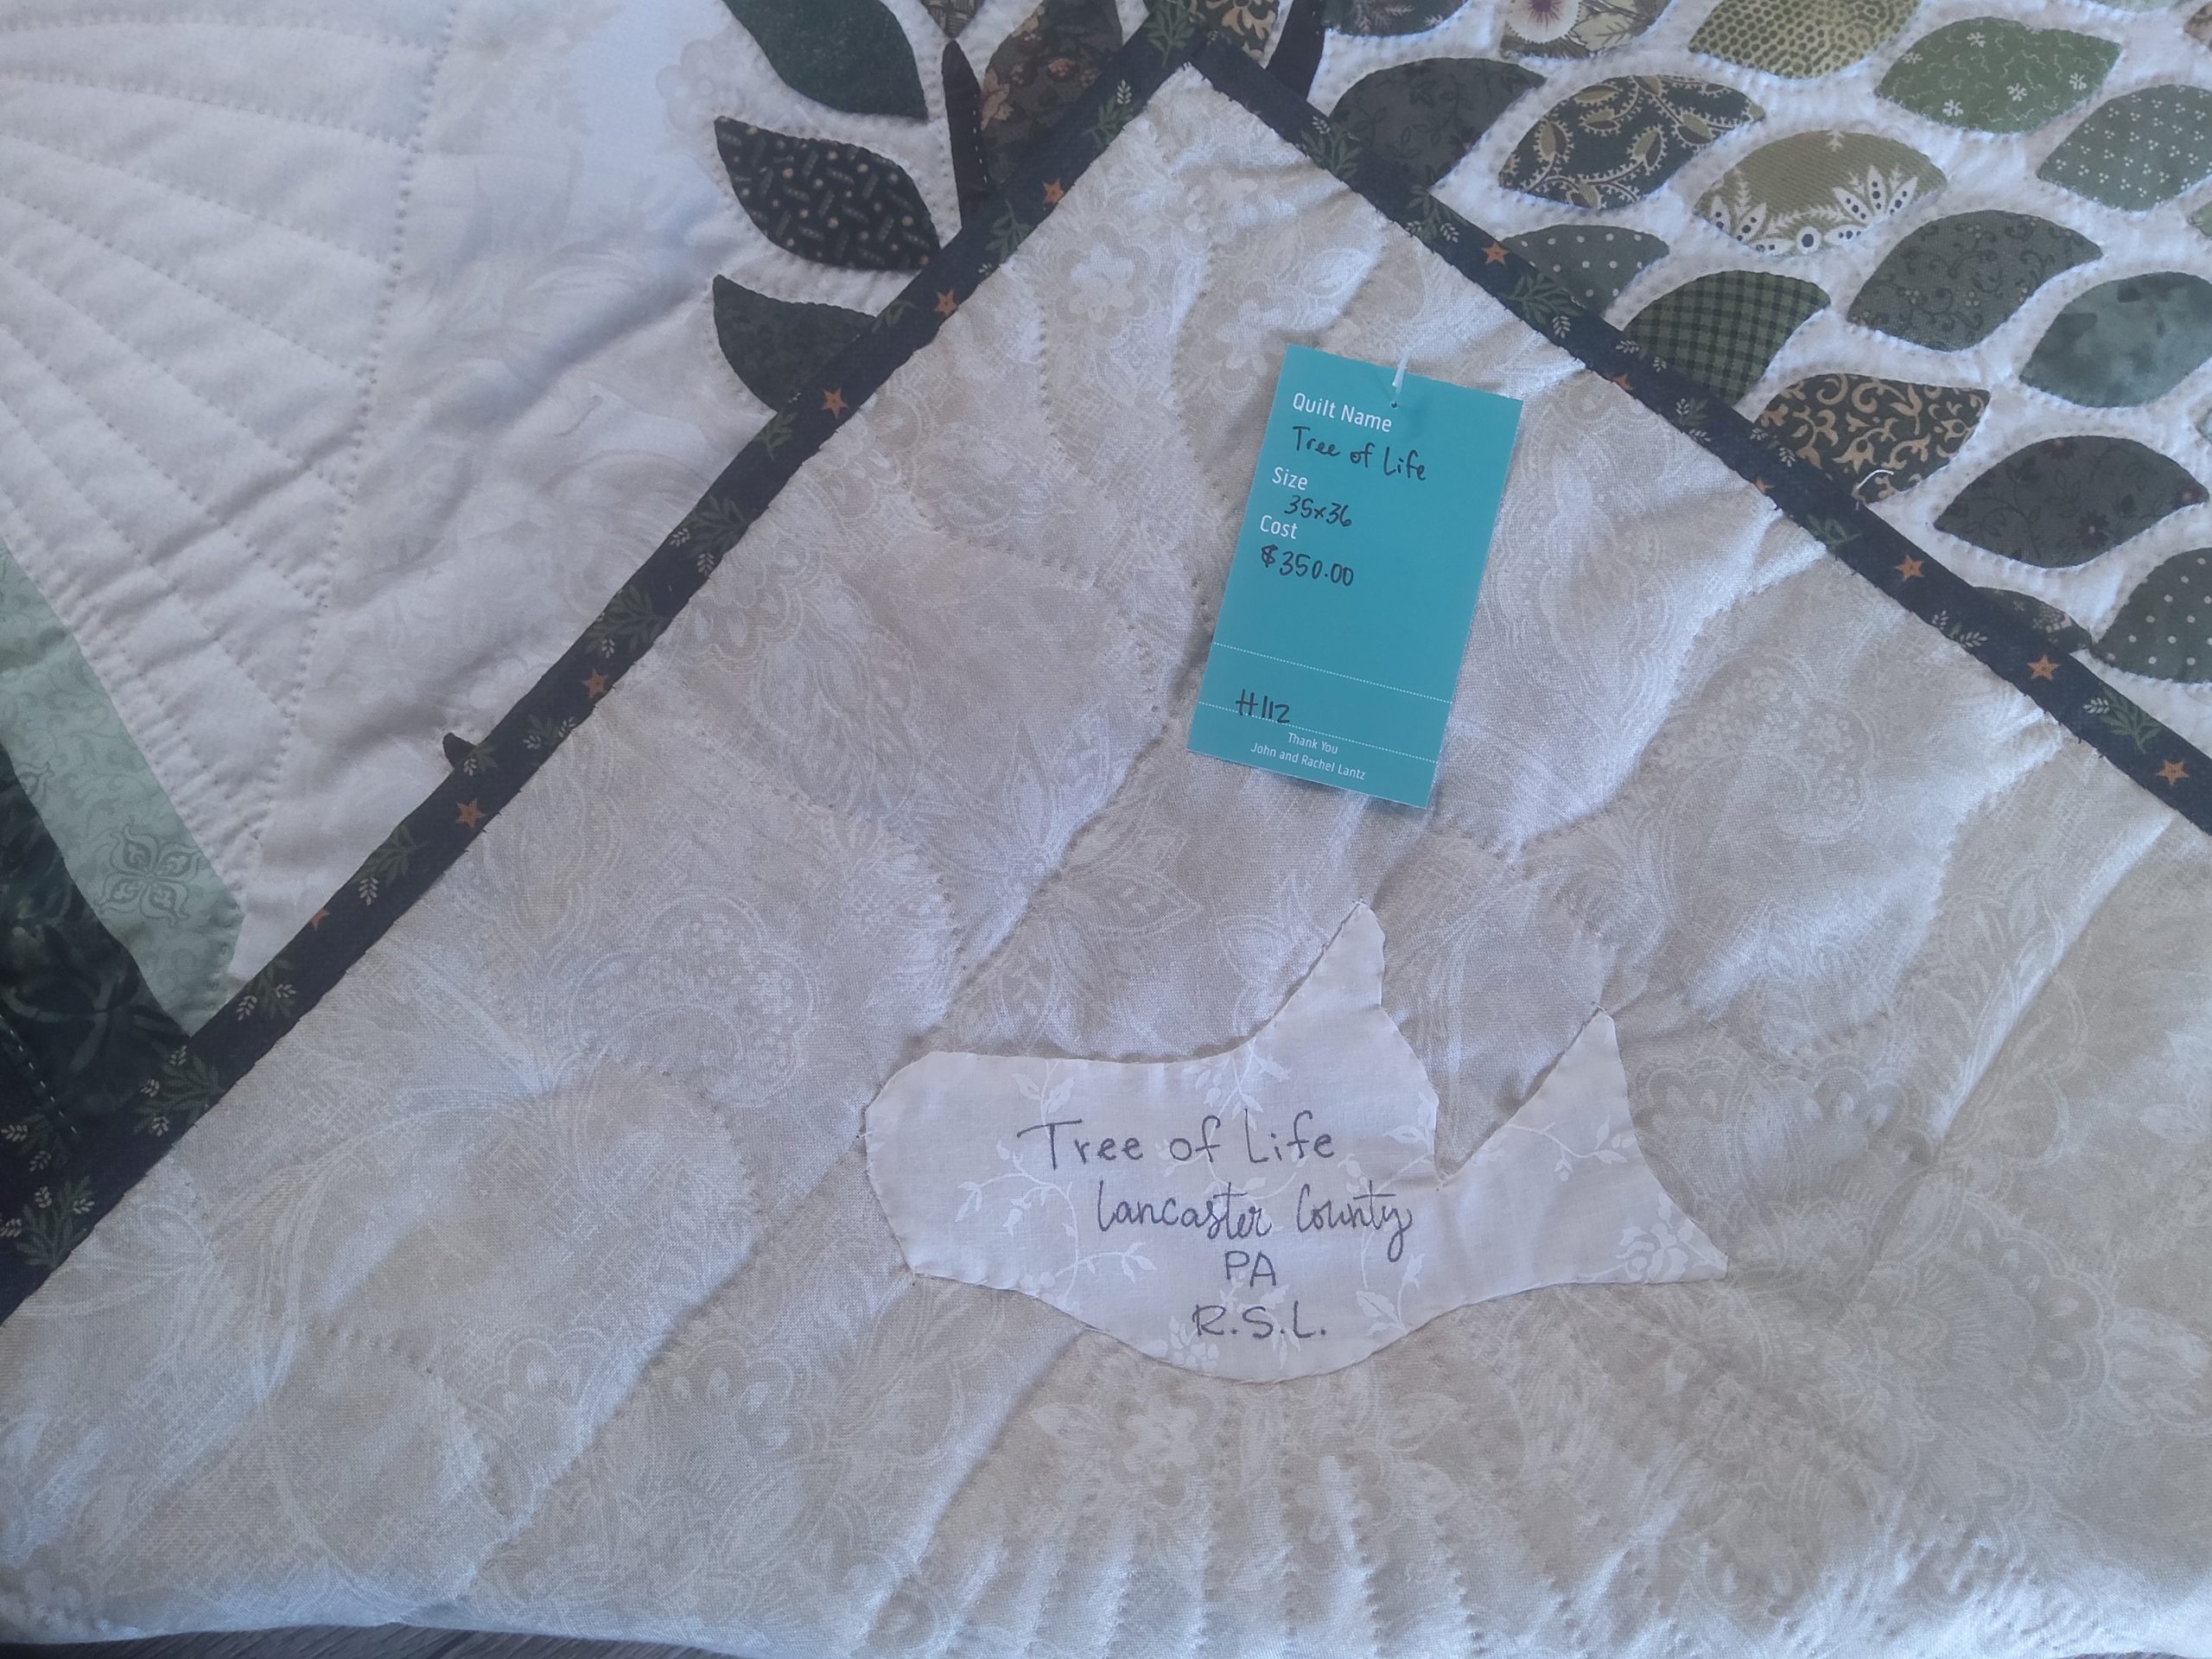 Quilt Name
Tree of Life
Size
35x36
Cost
$350.00
#112
Thank You
John and Rachel Lantz
Tree of Life
Lancaster County
PA
R.S.L.